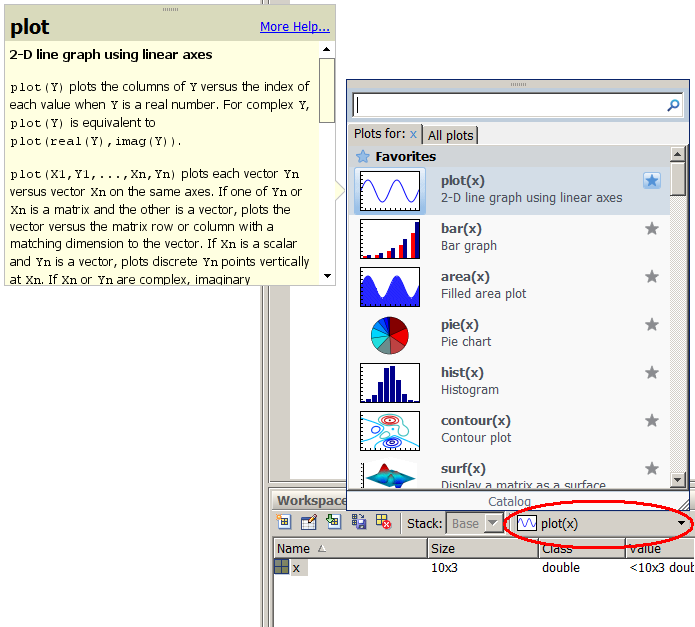 plot
More Help...
2-D line graph using linear axes
plot(Y) plots the columns of Y versus the index
of each value when Y is a real number. For complex Y,
plot(Y) is equivalent to
plot(real(Y),imag(Y)).
plot(X1,Y1,...,Xn,Yn) plots each vector Yn
versus vector Xn on the same axes. If one of Yn or
Xn is a matrix and the other is a vector, plots the
vector versus the matrix row or column with a
matching dimension to the vector. If Xn is a scalar
and Yn is a vector, plots discrete Yn points vertically
at Xn. If Xn or Yn are complex, imaginary
Plots for: x
All plots
Favorites
plot(x)
2-D line graph using linear axes
bar(x)
Bar graph
area(x)
Filled area plot
pie(x)
Pie chart
hist(x)
Histogram
contour(x)
Contour plot
surf(x)
Display a matrix as a surface
Catalog
Workspace
Stack: Base
plot(x)
Name Size Class Value
x 10x3 double <10x3 doub